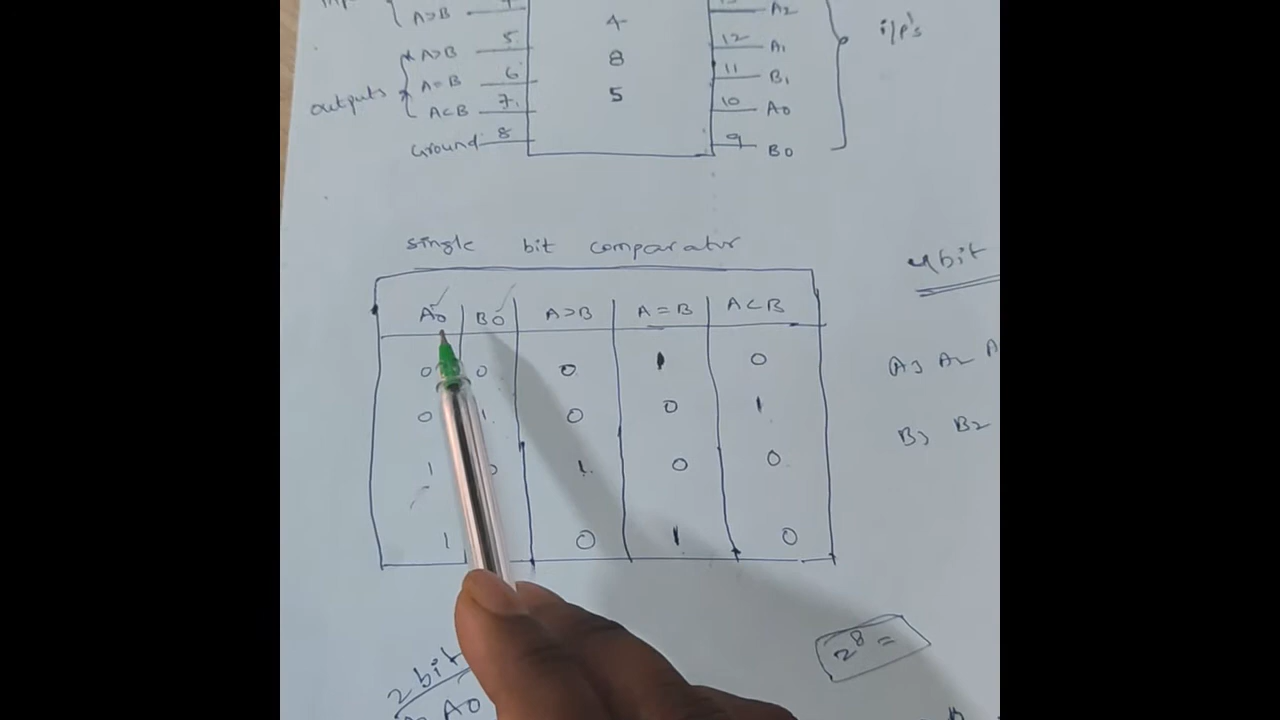 A>B 4 4 13 A2
A>B 5 8 12 A1 i/p's
outputs A=B 6 5 11 B1
A<B 7 10 A0
Ground 8 9 B0
single bit comparator
4bit
A0 B0 A>B A=B A<B
0 0 0 1 0
A3 A2 A
0 1 0 0 1
B3 B2
1 0 1 0 0
1 0 1 0
2^8 =
2 bit
A0